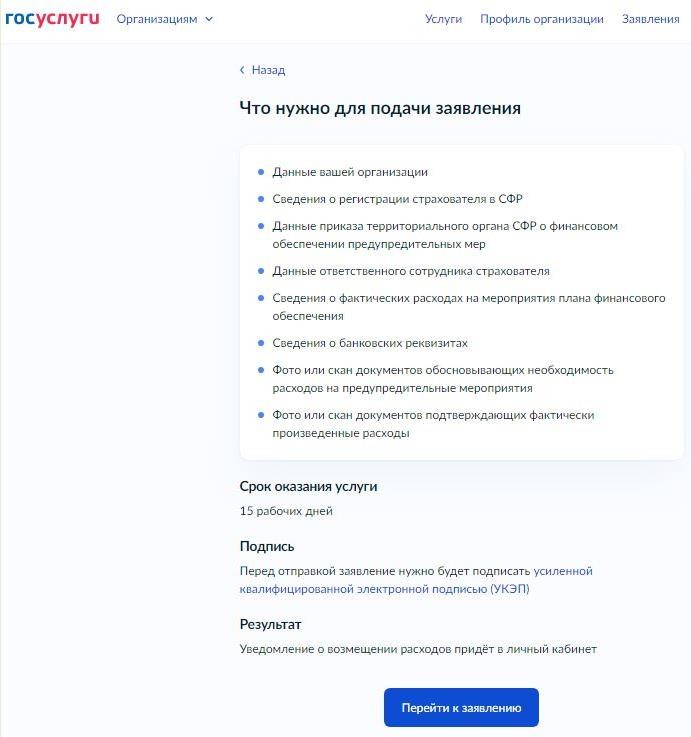 госуслуги Организациям Услуги Профиль организации Заявления
Назад
Что нужно для подачи заявления
Данные вашей организации
Сведения о регистрации страхователя в СФР
Данные приказа территориального органа СФР о финансовом
обеспечении предупредительных мер
Данные ответственного сотрудника страхователя
Сведения о фактических расходах на мероприятия плана финансового
обеспечения
Сведения о банковских реквизитах
Фото или скан документов обосновывающих необходимость
расходов на предупредительные мероприятия
Фото или скан документов подтверждающих фактически
произведенные расходы
Срок оказания услуги
15 рабочих дней
Подпись
Перед отправкой заявление нужно будет подписать усиленной
квалифицированной электронной подписью (УКЭП)
Результат
Уведомление о возмещении расходов придёт в личный кабинет
Перейти к заявлению